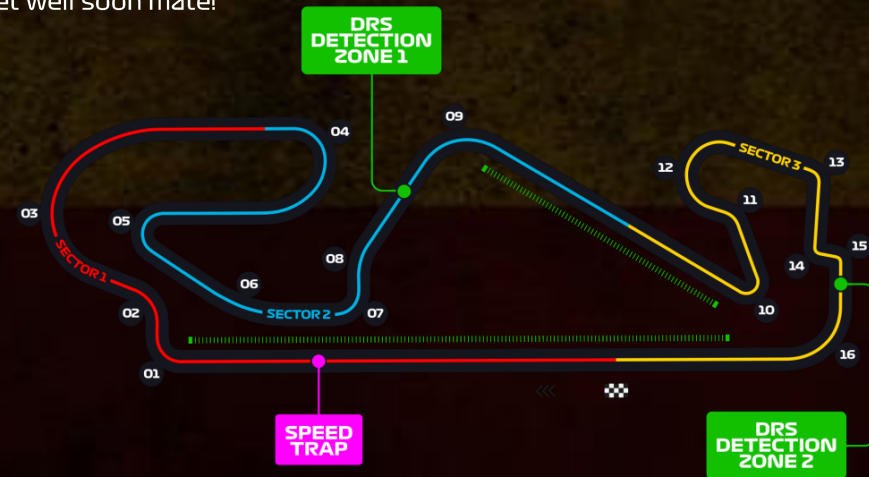 et well soon mate!
DRS
DETECTION
ZONE 1
09
04
12
SECTOR 3
13
03
05
11
15
SECTOR 1
08
14
06
02
SECTOR 2
07
10
01
16
SPEED
TRAP
DRS
DETECTION
ZONE 2